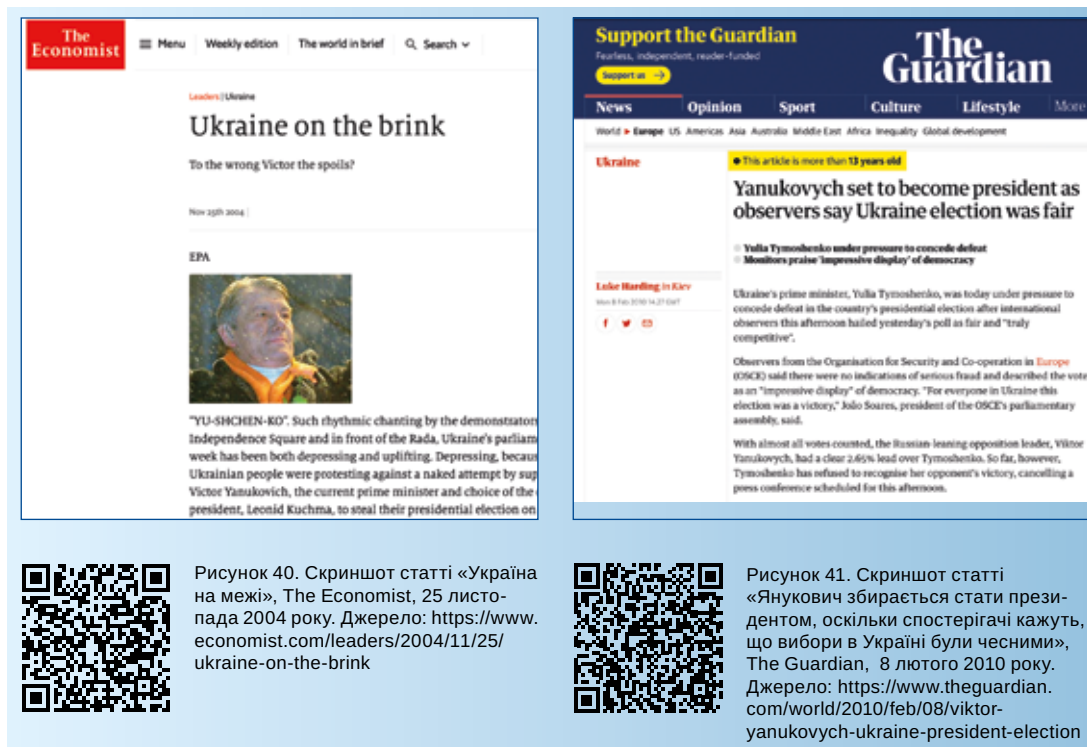 The
Economist
Menu Weekly edition The world in brief Search
Leaders | Ukraine
Ukraine on the brink
To the wrong Victor the spoils?
Nov 25th 2004
EPA
"YU-SHCHEN-KO". Such rhythmic chanting by the demonstrators
Independence Square and in front of the Rada, Ukraine's parliam
week has been both depressing and uplifting. Depressing, becaus
Ukrainian people were protesting against a naked attempt by sup
Victor Yanukovich, the current prime minister and choice of the
president, Leonid Kuchma, to steal their presidential election on
Рисунок 40. Скриншот статті «Україна
на межі», The Economist, 25 листо-
пада 2004 року. Джерело: https://www.
economist.com/leaders/2004/11/25/
ukraine-on-the-brink
Support the Guardian
Fearless, independent, reader-funded
Support us →
The
Guardian
News Opinion Sport Culture Lifestyle More
World ▸ Europe US Americas Asia Australia Middle East Africa Inequality Global development
Ukraine
● This article is more than 13 years old
Yanukovych set to become president as
observers say Ukraine election was fair
Yulia Tymoshenko under pressure to concede defeat
Monitors praise 'impressive display' of democracy
Luke Harding in Kiev
Mon 8 Feb 2010 14.27 GMT
Ukraine's prime minister, Yulia Tymoshenko, was today under pressure to
concede defeat in the country's presidential election after international
observers this afternoon hailed yesterday's poll as fair and "truly
competitive".
Observers from the Organisation for Security and Co-operation in Europe
(OSCE) said there were no indications of serious fraud and described the vote
as an "impressive display" of democracy. "For everyone in Ukraine this
election was a victory," João Soares, president of the OSCE's parliamentary
assembly, said.
With almost all votes counted, the Russian-leaning opposition leader, Viktor
Yanukovych, had a clear 2.65% lead over Tymoshenko. So far, however,
Tymoshenko has refused to recognise her opponent's victory, cancelling a
press conference scheduled for this afternoon.
Рисунок 41. Скриншот статті
«Янукович збирається стати прези-
дентом, оскільки спостерігачі кажуть,
що вибори в Україні були чесними»,
The Guardian, 8 лютого 2010 року.
Джерело: https://www.theguardian.
com/world/2010/feb/08/viktor-
yanukovych-ukraine-president-election